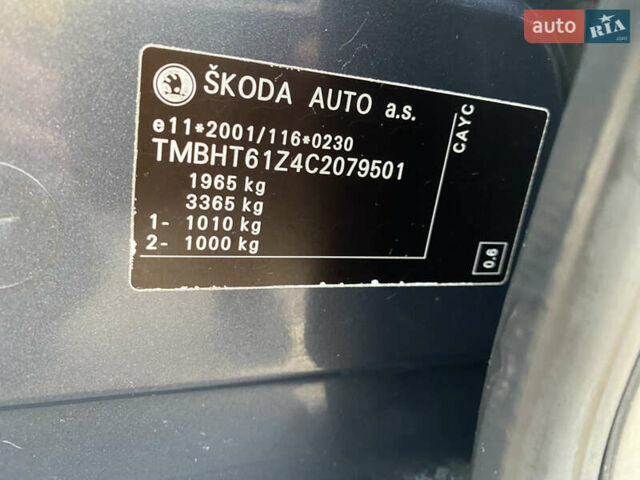 auto RIA
.com
ŠKODA AUTO a.s.
e11*2001/116*0230
TMBHT61Z4C2079501
1965 kg
3365 kg
1- 1010 kg
2- 1000 kg
CAYC
0.6